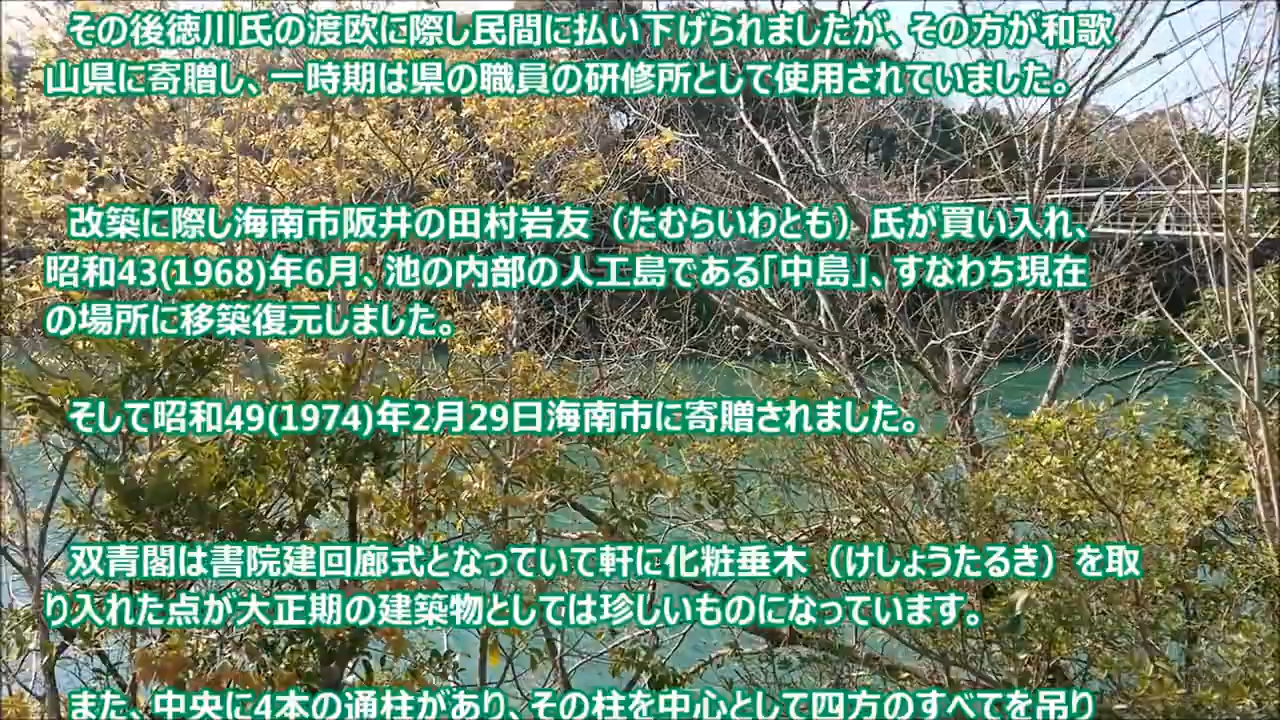 その後徳川氏の渡欧に際し民間に払い下げられましたが、その方が和歌
山県に寄贈し、一時期は県の職員の研修所として使用されていました。
改築に際し海南市阪井の田村岩友（たむらいわとも）氏が買い入れ、
昭和43(1968)年6月、池の内部の人工島である「中島」、すなわち現在
の場所に移築復元しました。
そして昭和49(1974)年2月29日海南市に寄贈されました。
双青閣は書院建回廊式となっていて軒に化粧垂木（けしょうたるき）を取
り入れた点が大正期の建築物としては珍しいものになっています。
また、中央に4本の通柱があり、その柱を中心として四方のすべてを吊り